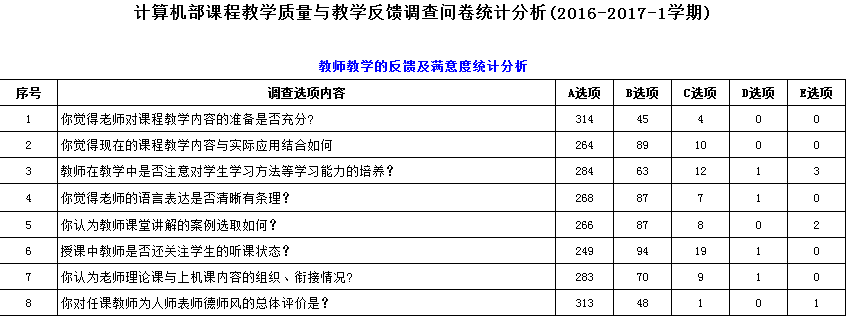 计算机部课程教学质量与教学反馈调查问卷统计分析(2016-2017-1学期)
教师教学的反馈及满意度统计分析
序号 调查选项内容 A选项 B选项 C选项 D选项 E选项
1 你觉得老师对课程教学内容的准备是否充分? 314 45 4 0 0
2 你觉得现在的课程教学内容与实际应用结合如何 264 89 10 0 0
3 教师在教学中是否注意对学生学习方法等学习能力的培养？ 284 63 12 1 3
4 你觉得老师的语言表达是否清晰有条理？ 268 87 7 1 0
5 你认为教师课堂讲解的案例选取如何？ 266 87 8 0 2
6 授课中教师是否还关注学生的听课状态？ 249 94 19 1 0
7 你认为老师理论课与上机课内容的组织、衔接情况? 283 70 9 1 0
8 你对任课教师为人师表师德师风的总体评价是？ 313 48 1 0 1